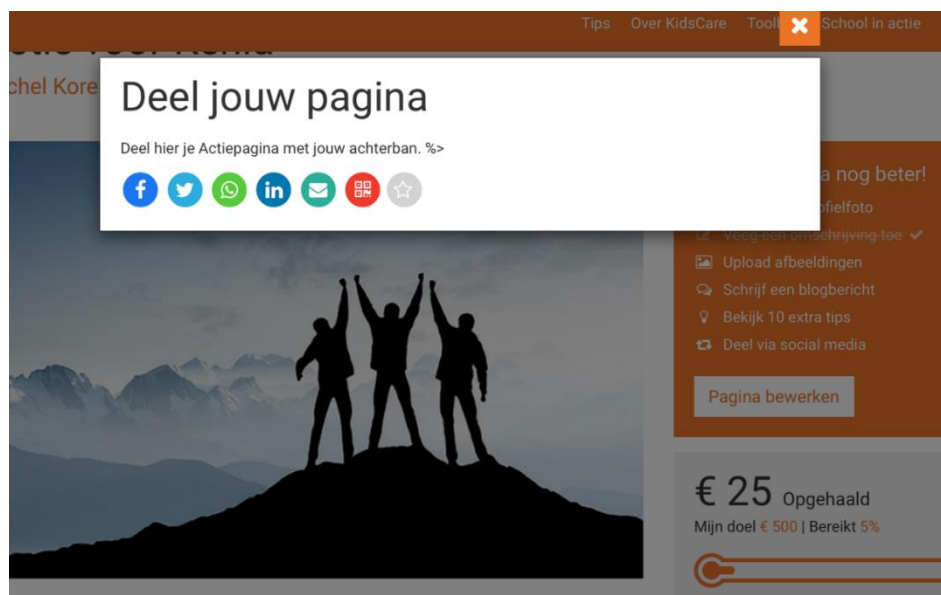 Tips Over KidsCare Tool School in actie
chel Kore
Deel jouw pagina
Deel hier je Actiepagina met jouw achterban. %>
a nog beter!
ofielfoto
Voeg een omschrijving toe
Upload afbeeldingen
Schrijf een blogbericht
Bekijk 10 extra tips
Deel via social media
Pagina bewerken
€ 25 Opgehaald
Mijn doel € 500 | Bereikt 5%